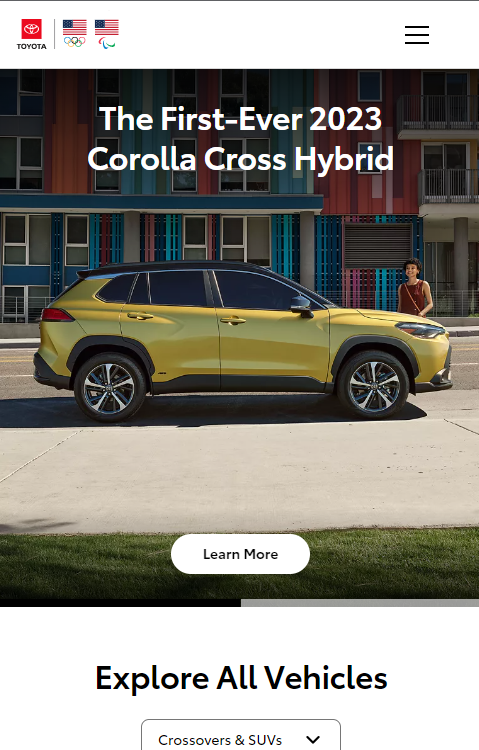 TOYOTA
The First-Ever 2023
Corolla Cross Hybrid
Learn More
Explore All Vehicles
Crossovers & SUVs